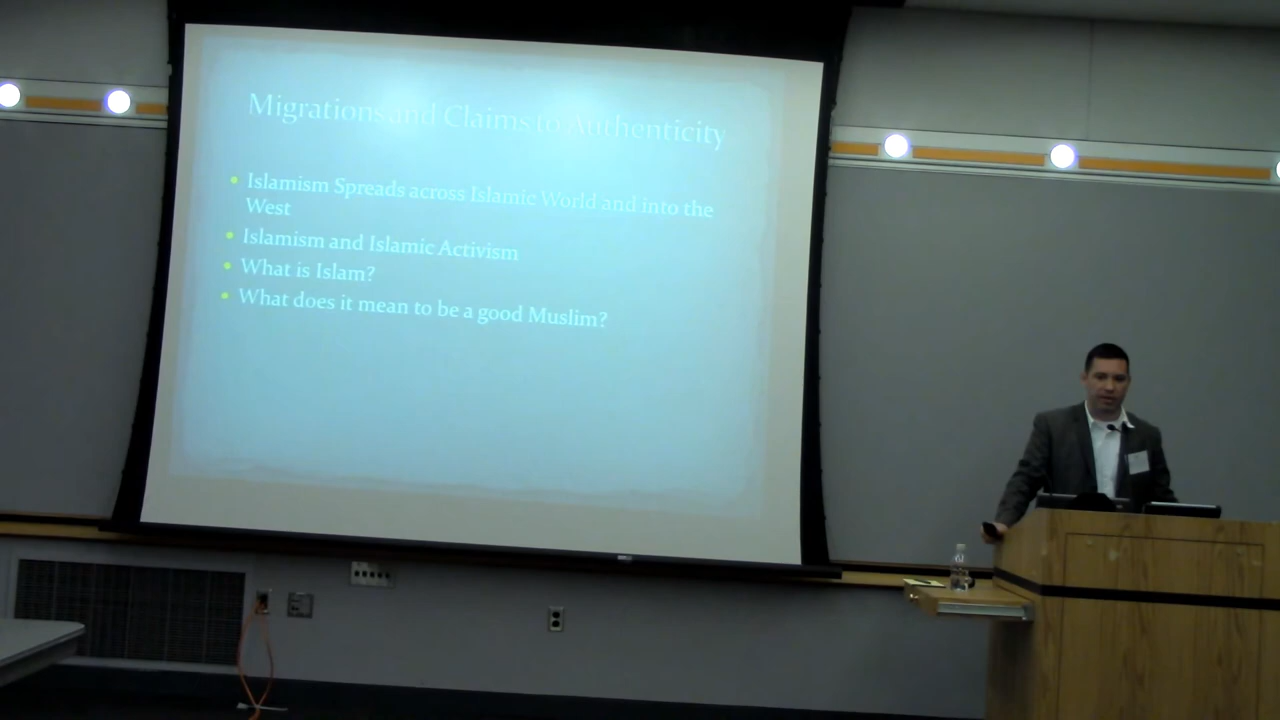 Migrations and Claims to Authenticity
Islamism Spreads across Islamic World and into the
West
Islamism and Islamic Activism
What is Islam?
What does it mean to be a good Muslim?